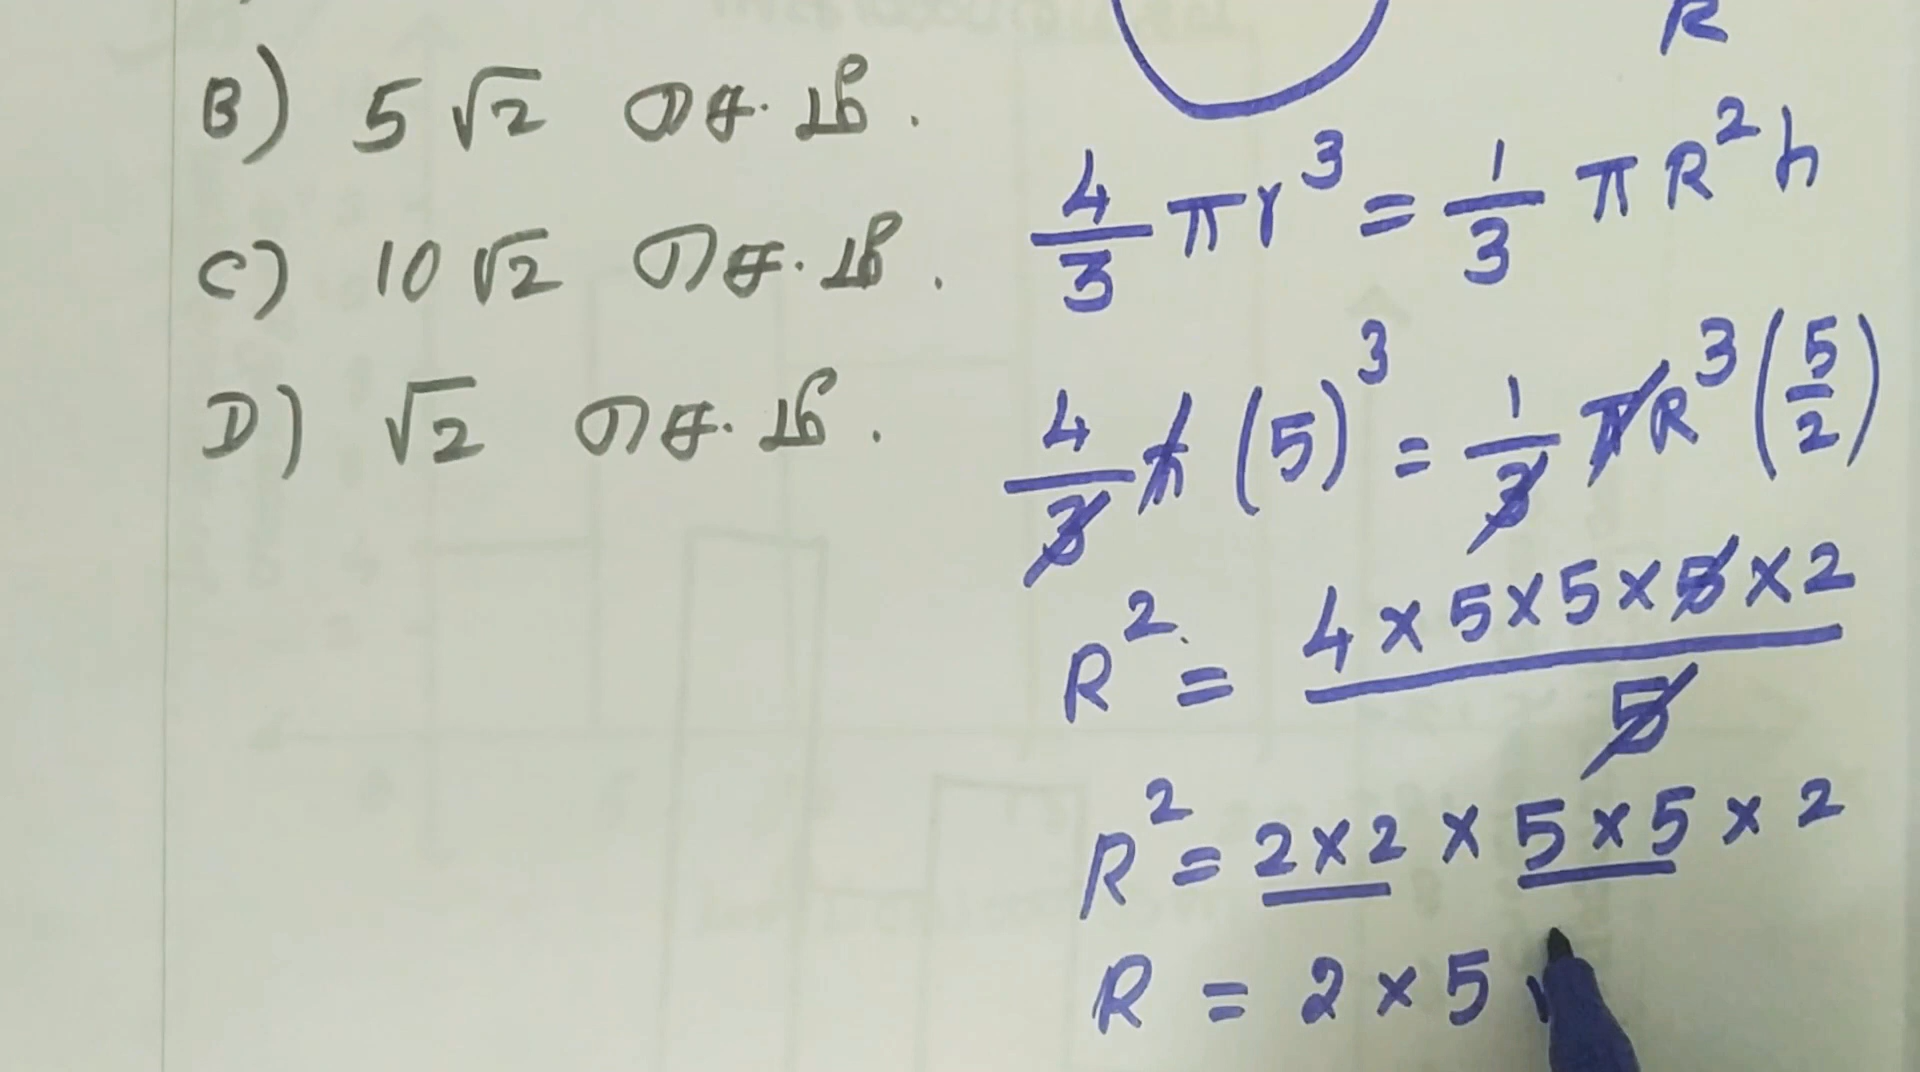 B) 5√2 செ.மீ.
C) 10√2 செ.மீ.
D) √2 செ.மீ.
R
4/3 πr³ = 1/3 πR²h
4/3 π (5)³ = 1/3 πR³ (5/2)
R² = 4×5×5×5×2 / 5
R² = 2×2 × 5×5 × 2
R = 2×5